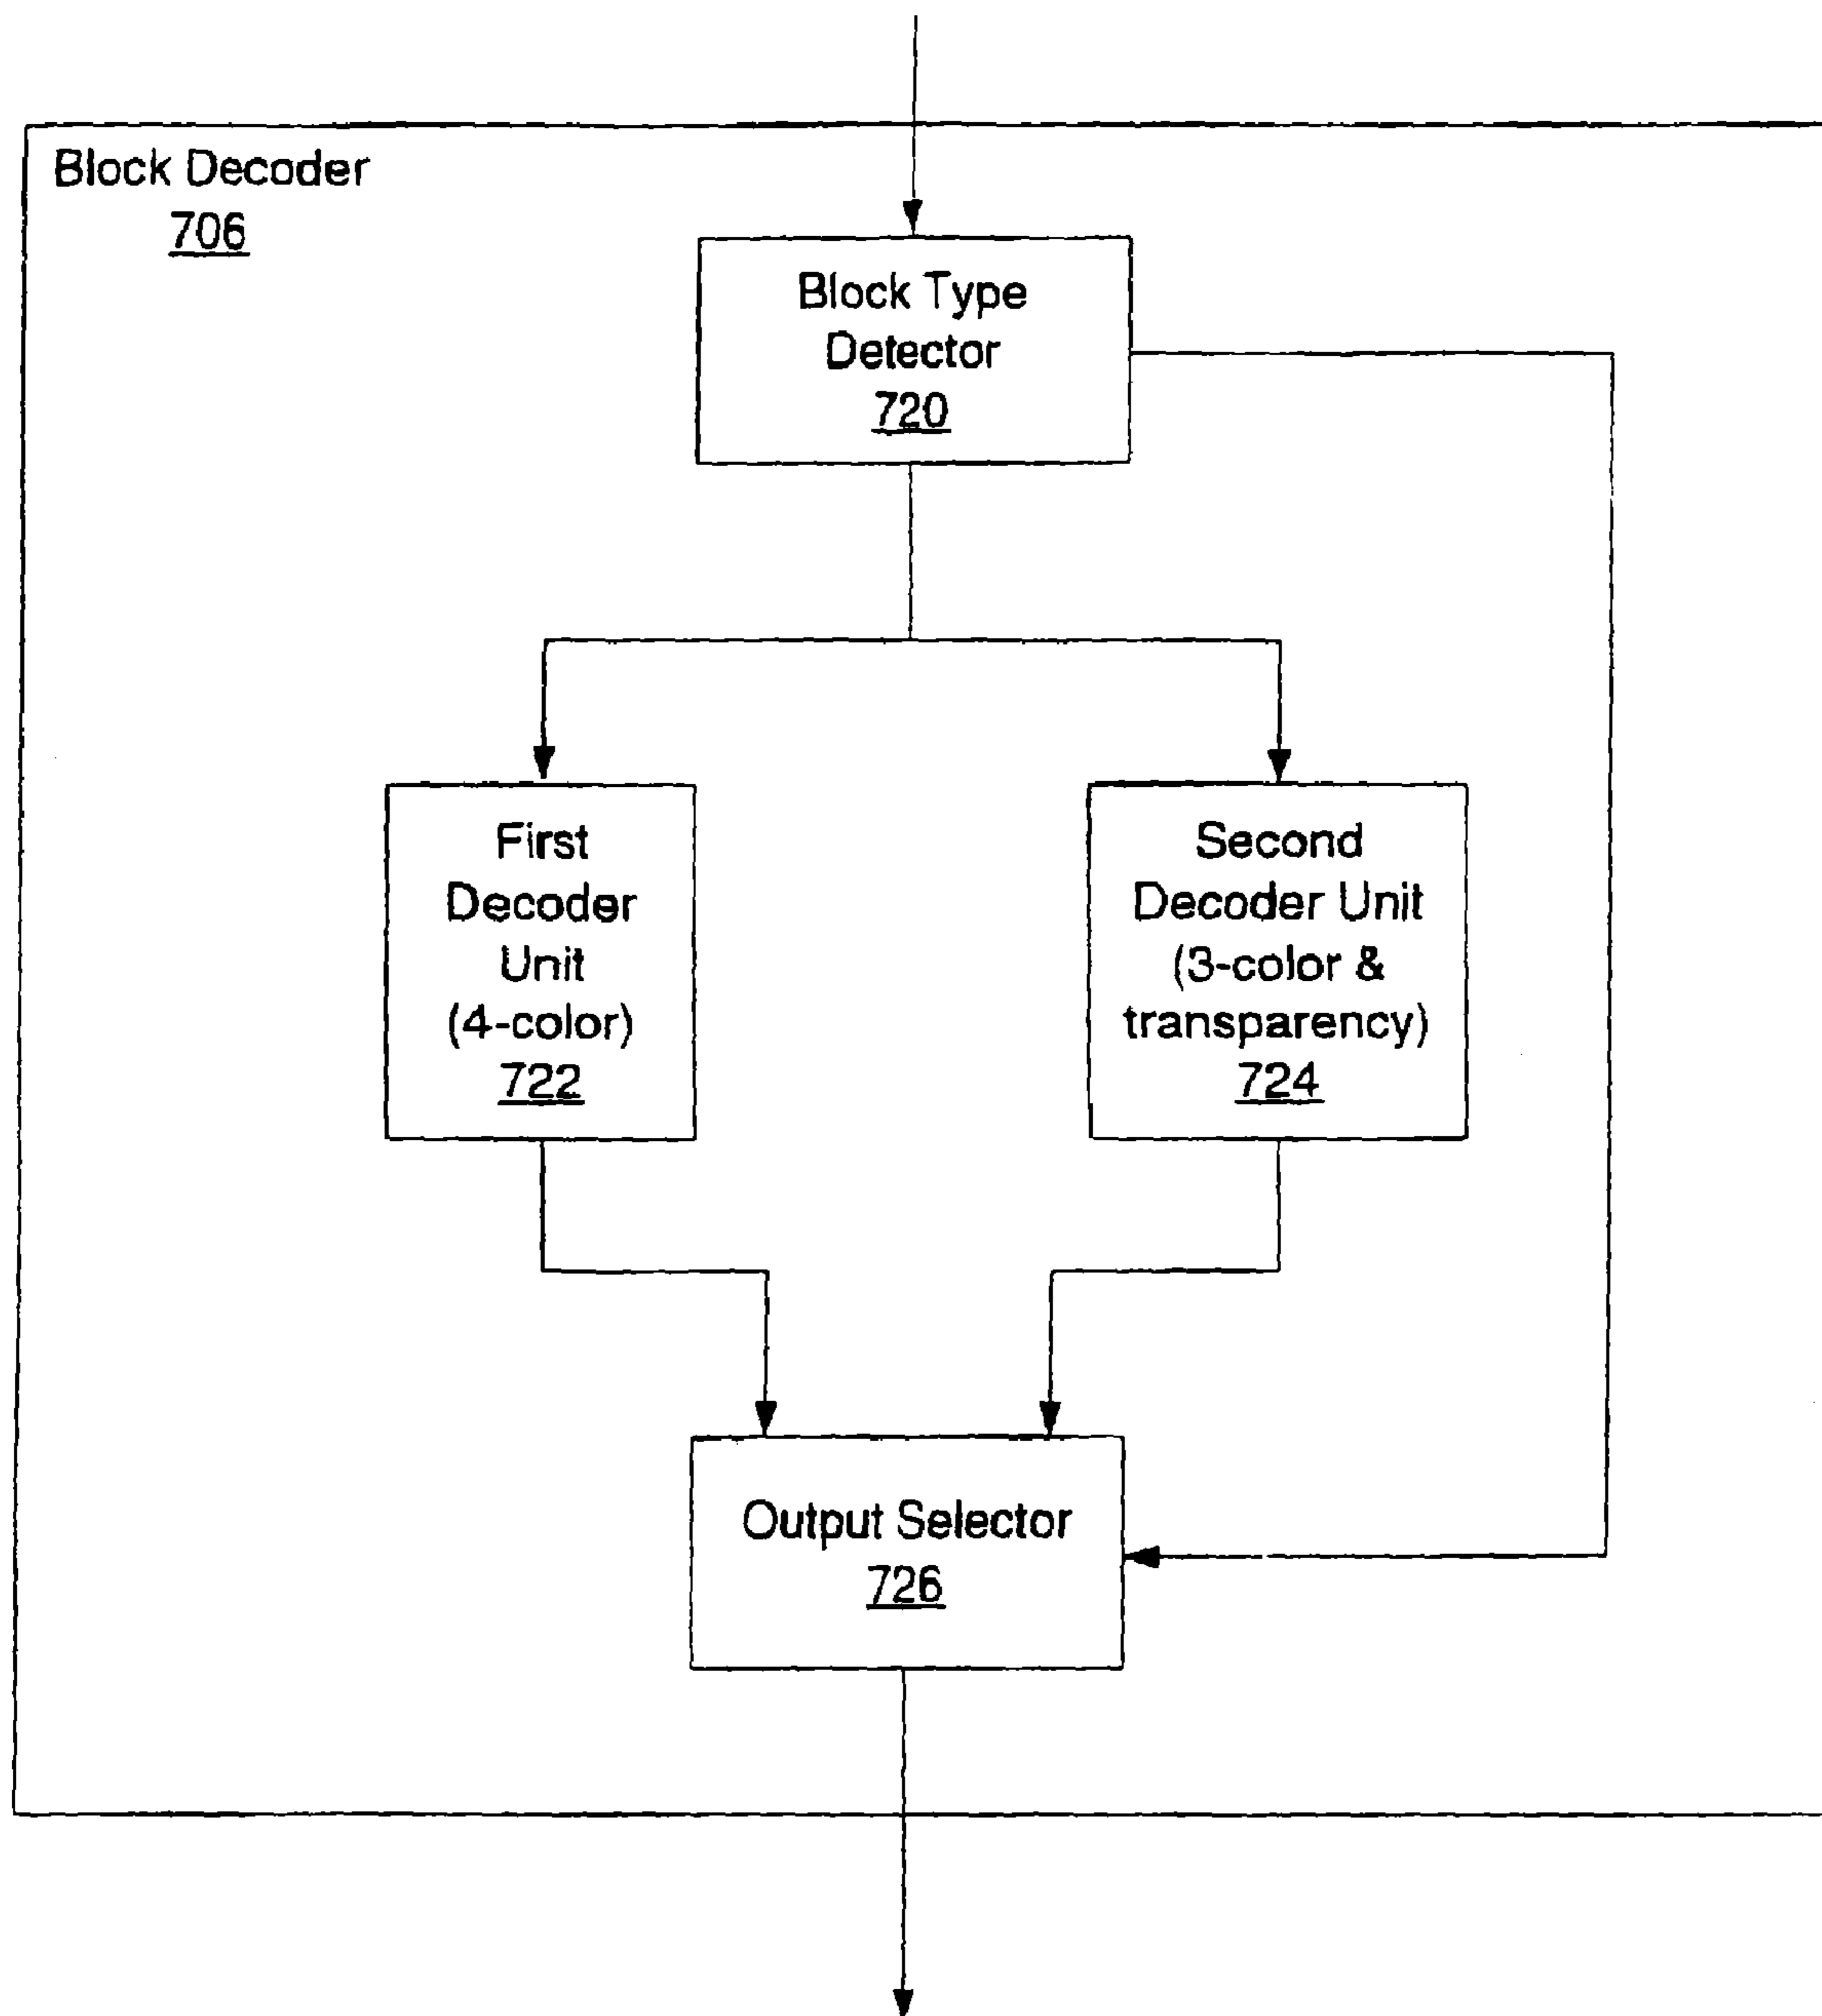 Block Decoder
706
Block Type
Detector
720
First
Decoder
Unit
(4-color)
722
Second
Decoder Unit
(3-color &
transparency)
724
Output Selector
726